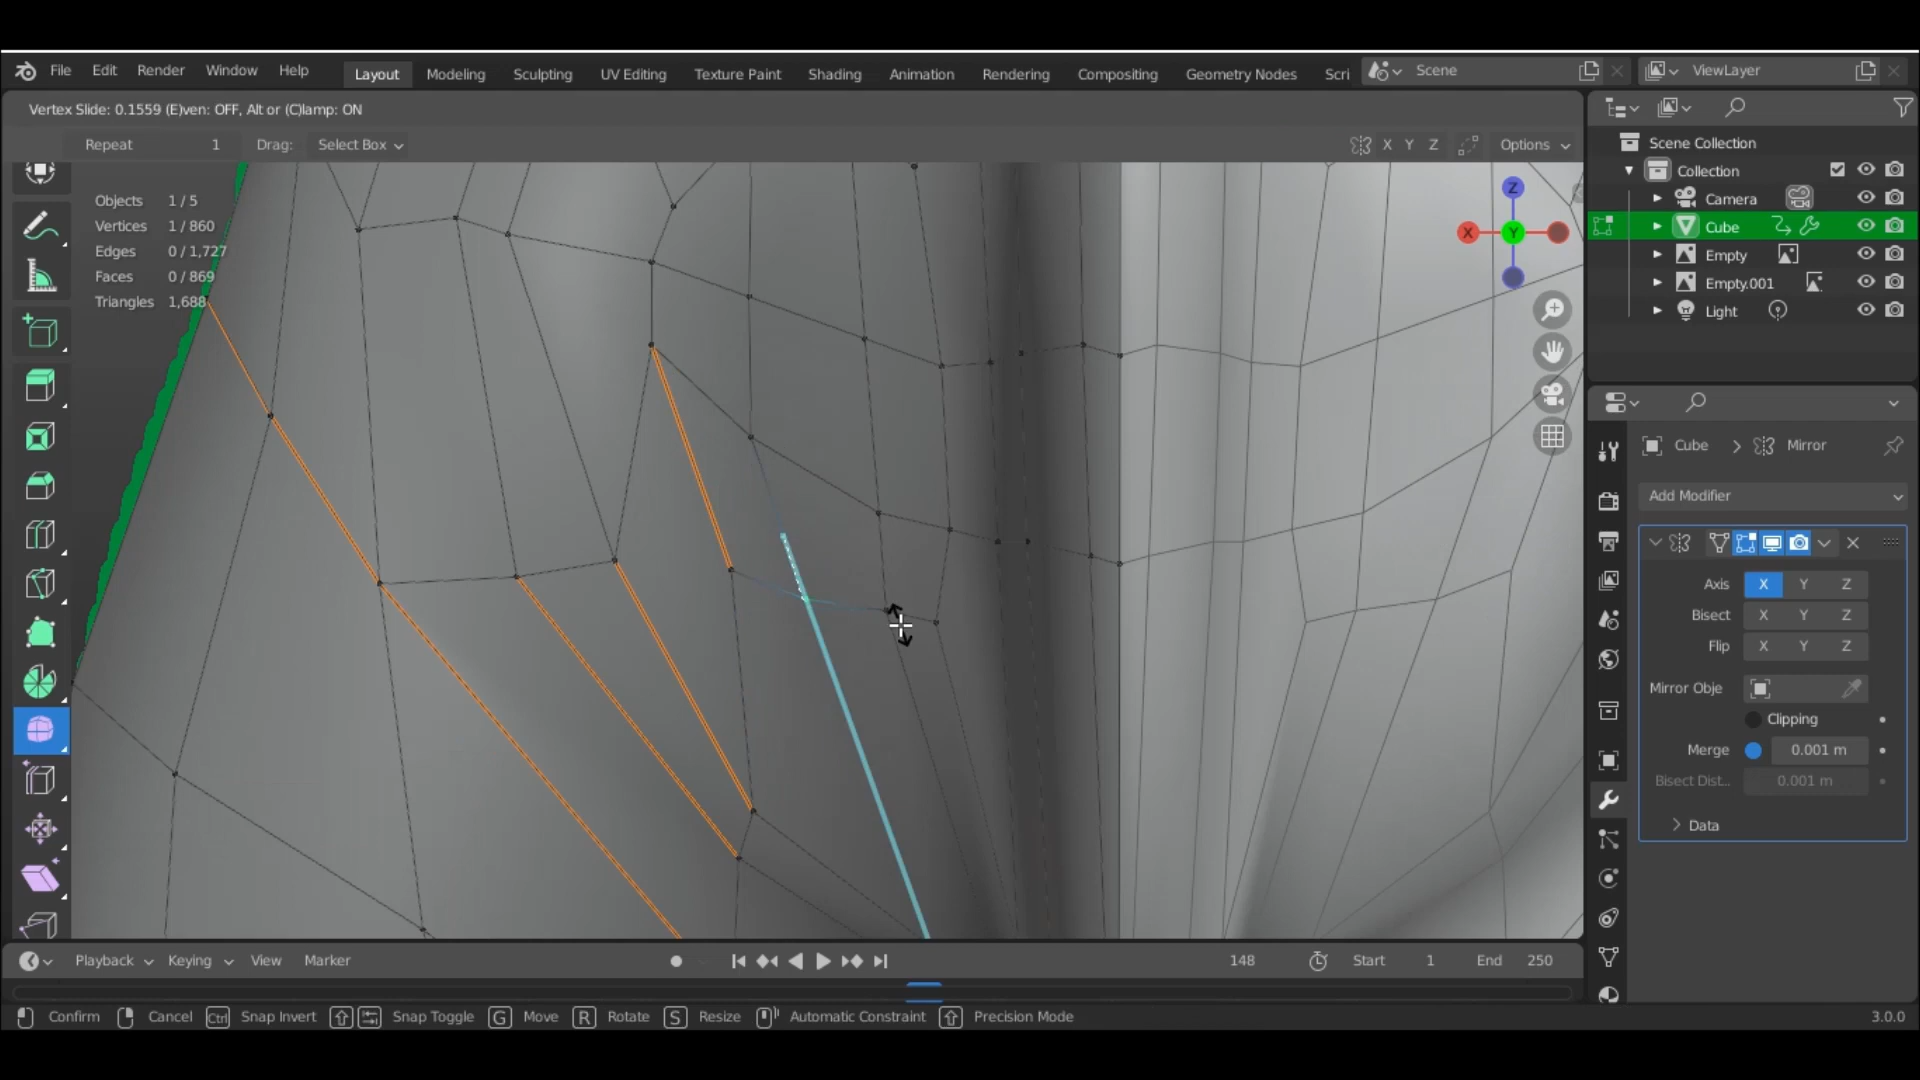 File Edit Render Window Help Layout Modeling Sculpting UV Editing Texture Paint Shading Animation Rendering Compositing Geometry Nodes Scri Scene ViewLayer
Vertex Slide: 0.1559 (E)ven: OFF, Alt or (C)lamp: ON
Repeat 1 Drag: Select Box X Y Z Options
Scene Collection
Collection
Camera
Cube
Empty
Empty.001
Light
Objects 1 / 5
Vertices 1 / 860
Edges 0 / 1,727
Faces 0 / 869
Triangles 1,688
Z
X
Y
Cube > Mirror
Add Modifier
Axis X Y Z
Bisect X Y Z
Flip X Y Z
Mirror Obje
Clipping
Merge 0.001 m
Bisect Dist.. 0.001 m
Data
Playback Keying View Marker 148 Start 1 End 250
Confirm Cancel Ctrl Snap Invert Snap Toggle G Move R Rotate S Resize Automatic Constraint Precision Mode 3.0.0